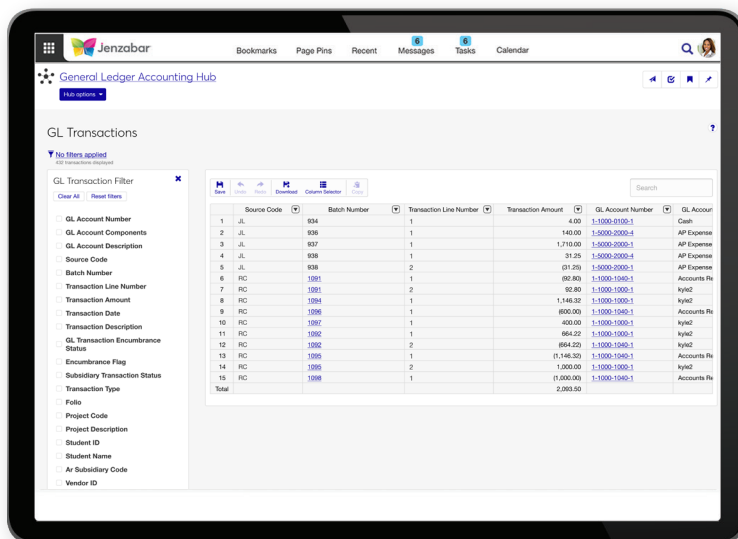 Jenzabar
Bookmarks Page Pins Recent 6 Messages 6 Tasks Calendar
General Ledger Accounting Hub
Hub options
GL Transactions
?
No filters applied
432 transactions displayed
GL Transaction Filter
Clear All Reset filters
GL Account Number
GL Account Components
GL Account Description
Source Code
Batch Number
Transaction Line Number
Transaction Amount
Transaction Date
Transaction Description
GL Transaction Encumbrance
Status
Encumbrance Flag
Subsidiary Transaction Status
Transaction Type
Folio
Project Code
Project Description
Student ID
Student Name
Ar Subsidiary Code
Vendor ID
Save Undo Redo Download Column Selector Copy
Search
Source Code Batch Number Transaction Line Number Transaction Amount GL Account Number GL Accoun
1 JL 934 1 4.00 1-1000-0100-1 Cash
2 JL 936 1 140.00 1-5000-2000-4 AP Expense
3 JL 937 1 1,710.00 1-5000-2000-4 AP Expense
4 JL 938 1 31.25 1-5000-2000-4 AP Expense
5 JL 938 2 (31.25) 1-5000-2000-1 AP Expense
6 RC 1091 1 (92.80) 1-1000-1040-1 Accounts Re
7 RC 1091 2 92.80 1-1000-1000-1 kyle2
8 RC 1094 1 1,146.32 1-1000-1000-1 kyle2
9 RC 1096 1 (600.00) 1-1000-1040-1 Accounts Re
10 RC 1097 1 400.00 1-1000-1000-1 kyle2
11 RC 1092 1 664.22 1-1000-1000-1 kyle2
12 RC 1092 2 (664.22) 1-1000-1040-1 kyle2
13 RC 1095 1 (1,146.32) 1-1000-1040-1 Accounts Re
14 RC 1095 2 1,000.00 1-1000-1000-1 kyle2
15 RC 1098 1 (1,000.00) 1-1000-1040-1 Accounts Re
Total 2,093.50